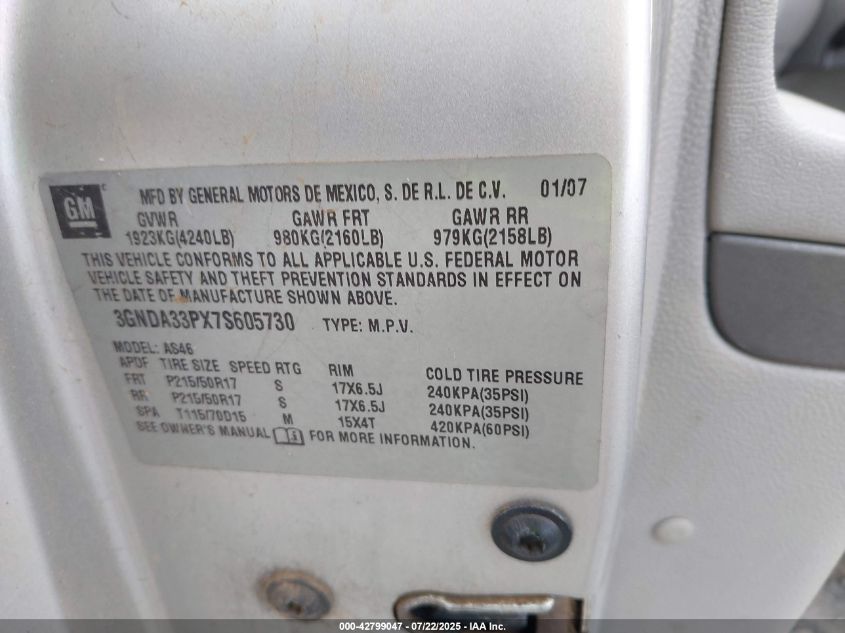 GM
MFD BY GENERAL MOTORS DE MEXICO, S. DE R.L. DE C.V. 01/07
GVWR GAWR FRT GAWR RR
1923KG(4240LB) 980KG(2160LB) 979KG(2158LB)
THIS VEHICLE CONFORMS TO ALL APPLICABLE U.S. FEDERAL MOTOR
VEHICLE SAFETY AND THEFT PREVENTION STANDARDS IN EFFECT ON
THE DATE OF MANUFACTURE SHOWN ABOVE.
3GNDA33PX7S605730 TYPE: M.P.V.
MODEL: AS46
APDF TIRE SIZE SPEED RTG RIM COLD TIRE PRESSURE
FRT P215/50R17 S 17X6.5J 240KPA(35PSI)
RR P215/50R17 S 17X6.5J 240KPA(35PSI)
SPA T115/70D15 M 15X4T 420KPA(60PSI)
SEE OWNER'S MANUAL FOR MORE INFORMATION.
000-42799047 - 07/22/2025 - IAA Inc.